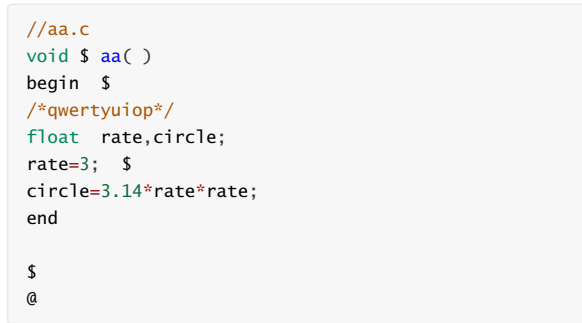 //aa.c
void $ aa( )
begin  $
/*qwertyuiop*/
float  rate,circle;
rate=3;  $
circle=3.14*rate*rate;
end
$
@